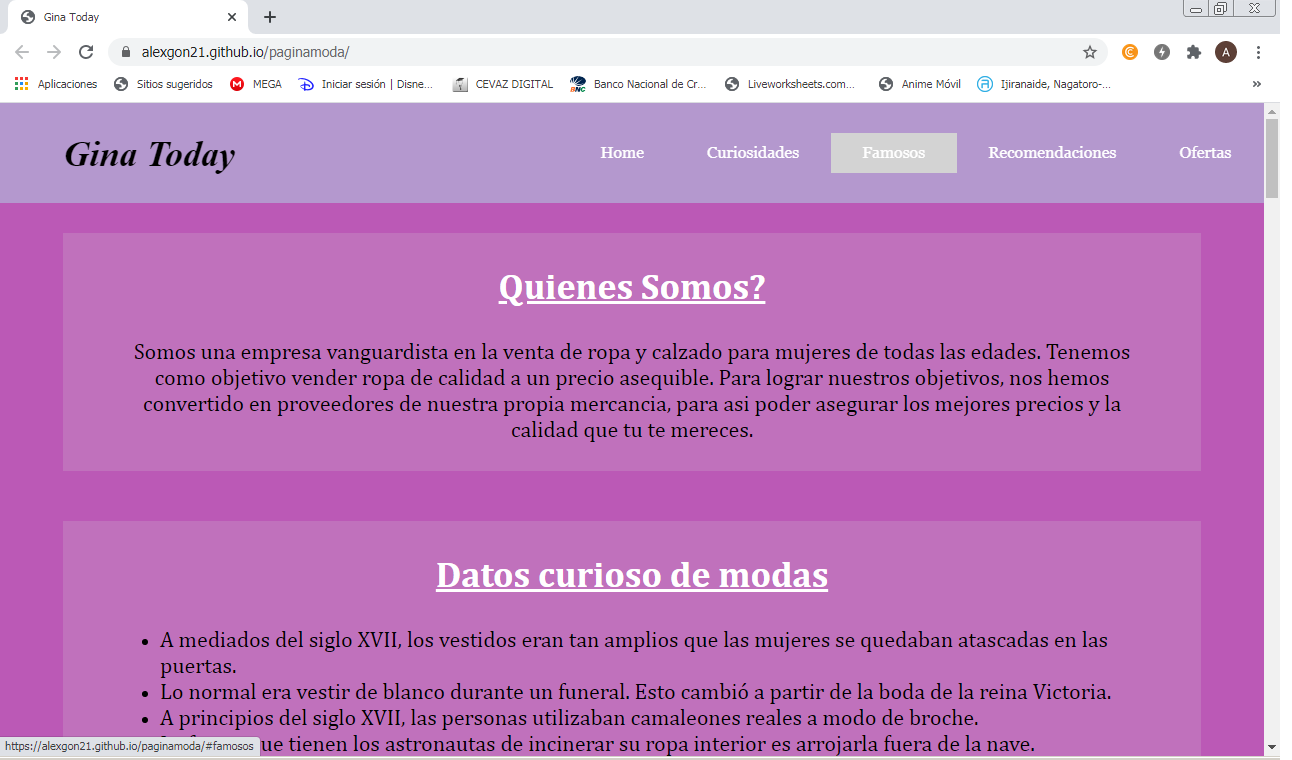 Gina Today
alexgon21.github.io/paginamoda/
A
Aplicaciones
Sitios sugeridos
MEGA
Iniciar sesión | Disne...
CEVAZ DIGITAL
BNC
Banco Nacional de Cr...
Liveworksheets.com...
Anime Móvil
Ijiranaide, Nagatoro-...
»
Gina Today
Home
Curiosidades
Famosos
Recomendaciones
Ofertas
Quienes Somos?
Somos una empresa vanguardista en la venta de ropa y calzado para mujeres de todas las edades. Tenemos
como objetivo vender ropa de calidad a un precio asequible. Para lograr nuestros objetivos, nos hemos
convertido en proveedores de nuestra propia mercancia, para asi poder asegurar los mejores precios y la
calidad que tu te mereces.
Datos curioso de modas
• A mediados del siglo XVII, los vestidos eran tan amplios que las mujeres se quedaban atascadas en las
puertas.
• Lo normal era vestir de blanco durante un funeral. Esto cambió a partir de la boda de la reina Victoria.
• A principios del siglo XVII, las personas utilizaban camaleones reales a modo de broche.
que tienen los astronautas de incinerar su ropa interior es arrojarla fuera de la nave.
https://alexgon21.github.io/paginamoda/#famosos